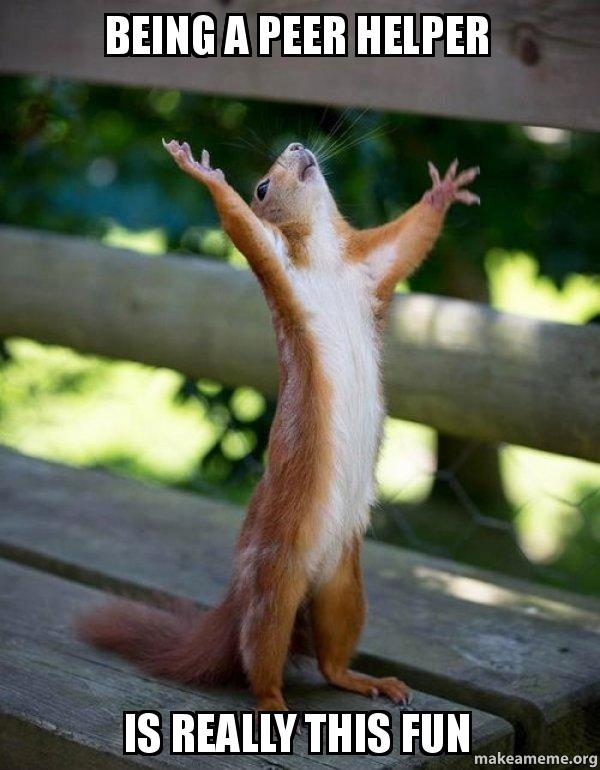 BEING A PEER HELPER
IS REALLY THIS FUN
makeameme.org